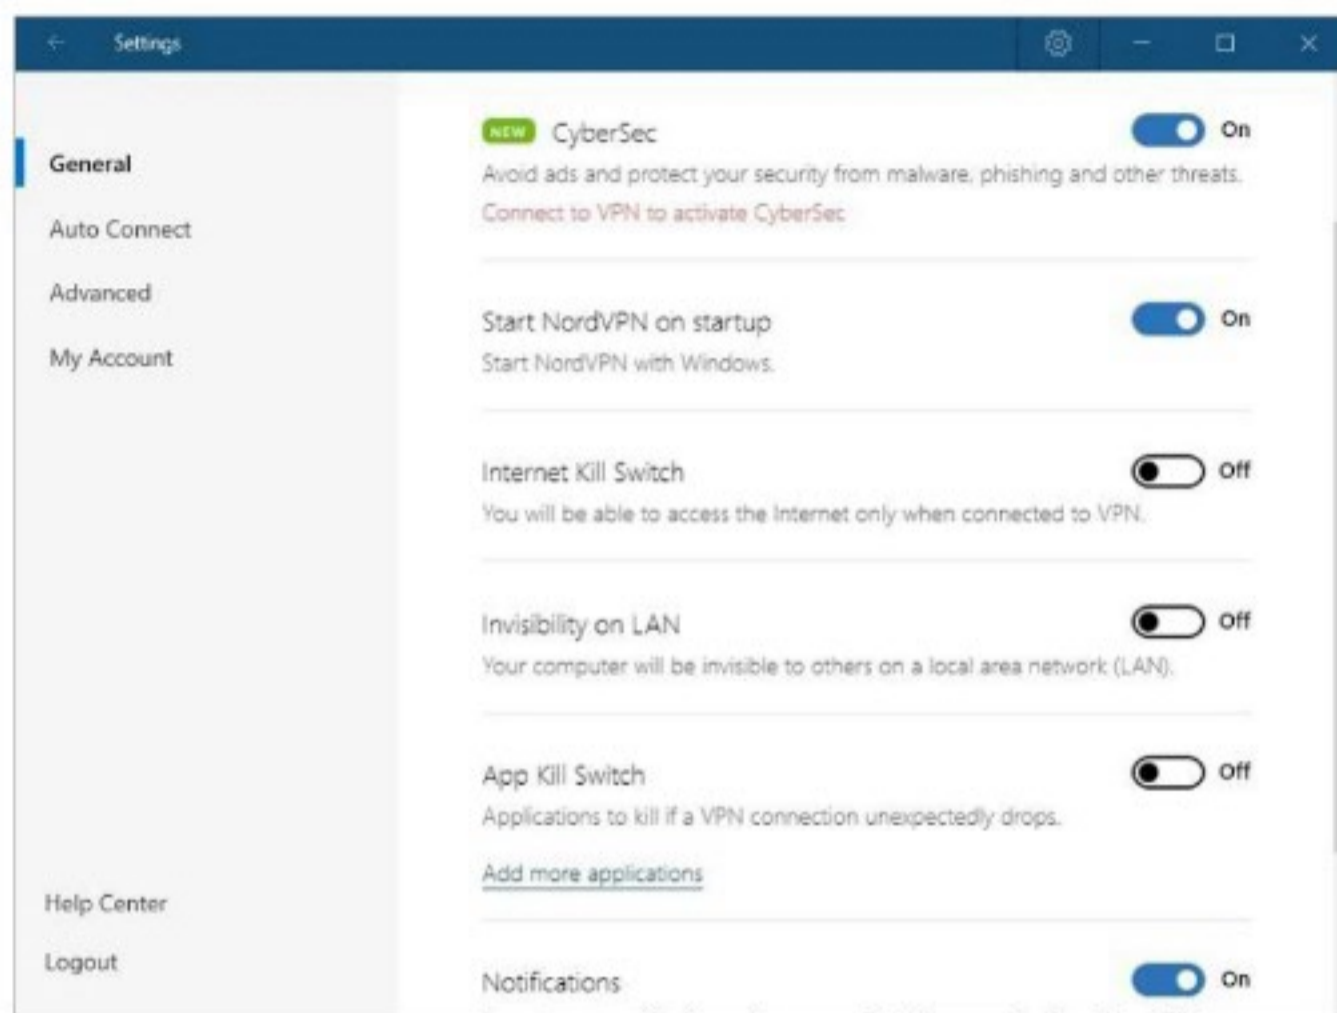 Settings
General
Auto Connect
Advanced
My Account
Help Center
Logout
NEW CyberSec On
Avoid ads and protect your security from malware, phishing and other threats.
Connect to VPN to activate CyberSec
Start NordVPN on startup On
Start NordVPN with Windows.
Internet Kill Switch Off
You will be able to access the Internet only when connected to VPN.
Invisibility on LAN Off
Your computer will be invisible to others on a local area network (LAN).
App Kill Switch Off
Applications to kill if a VPN connection unexpectedly drops.
Add more applications
Notifications On